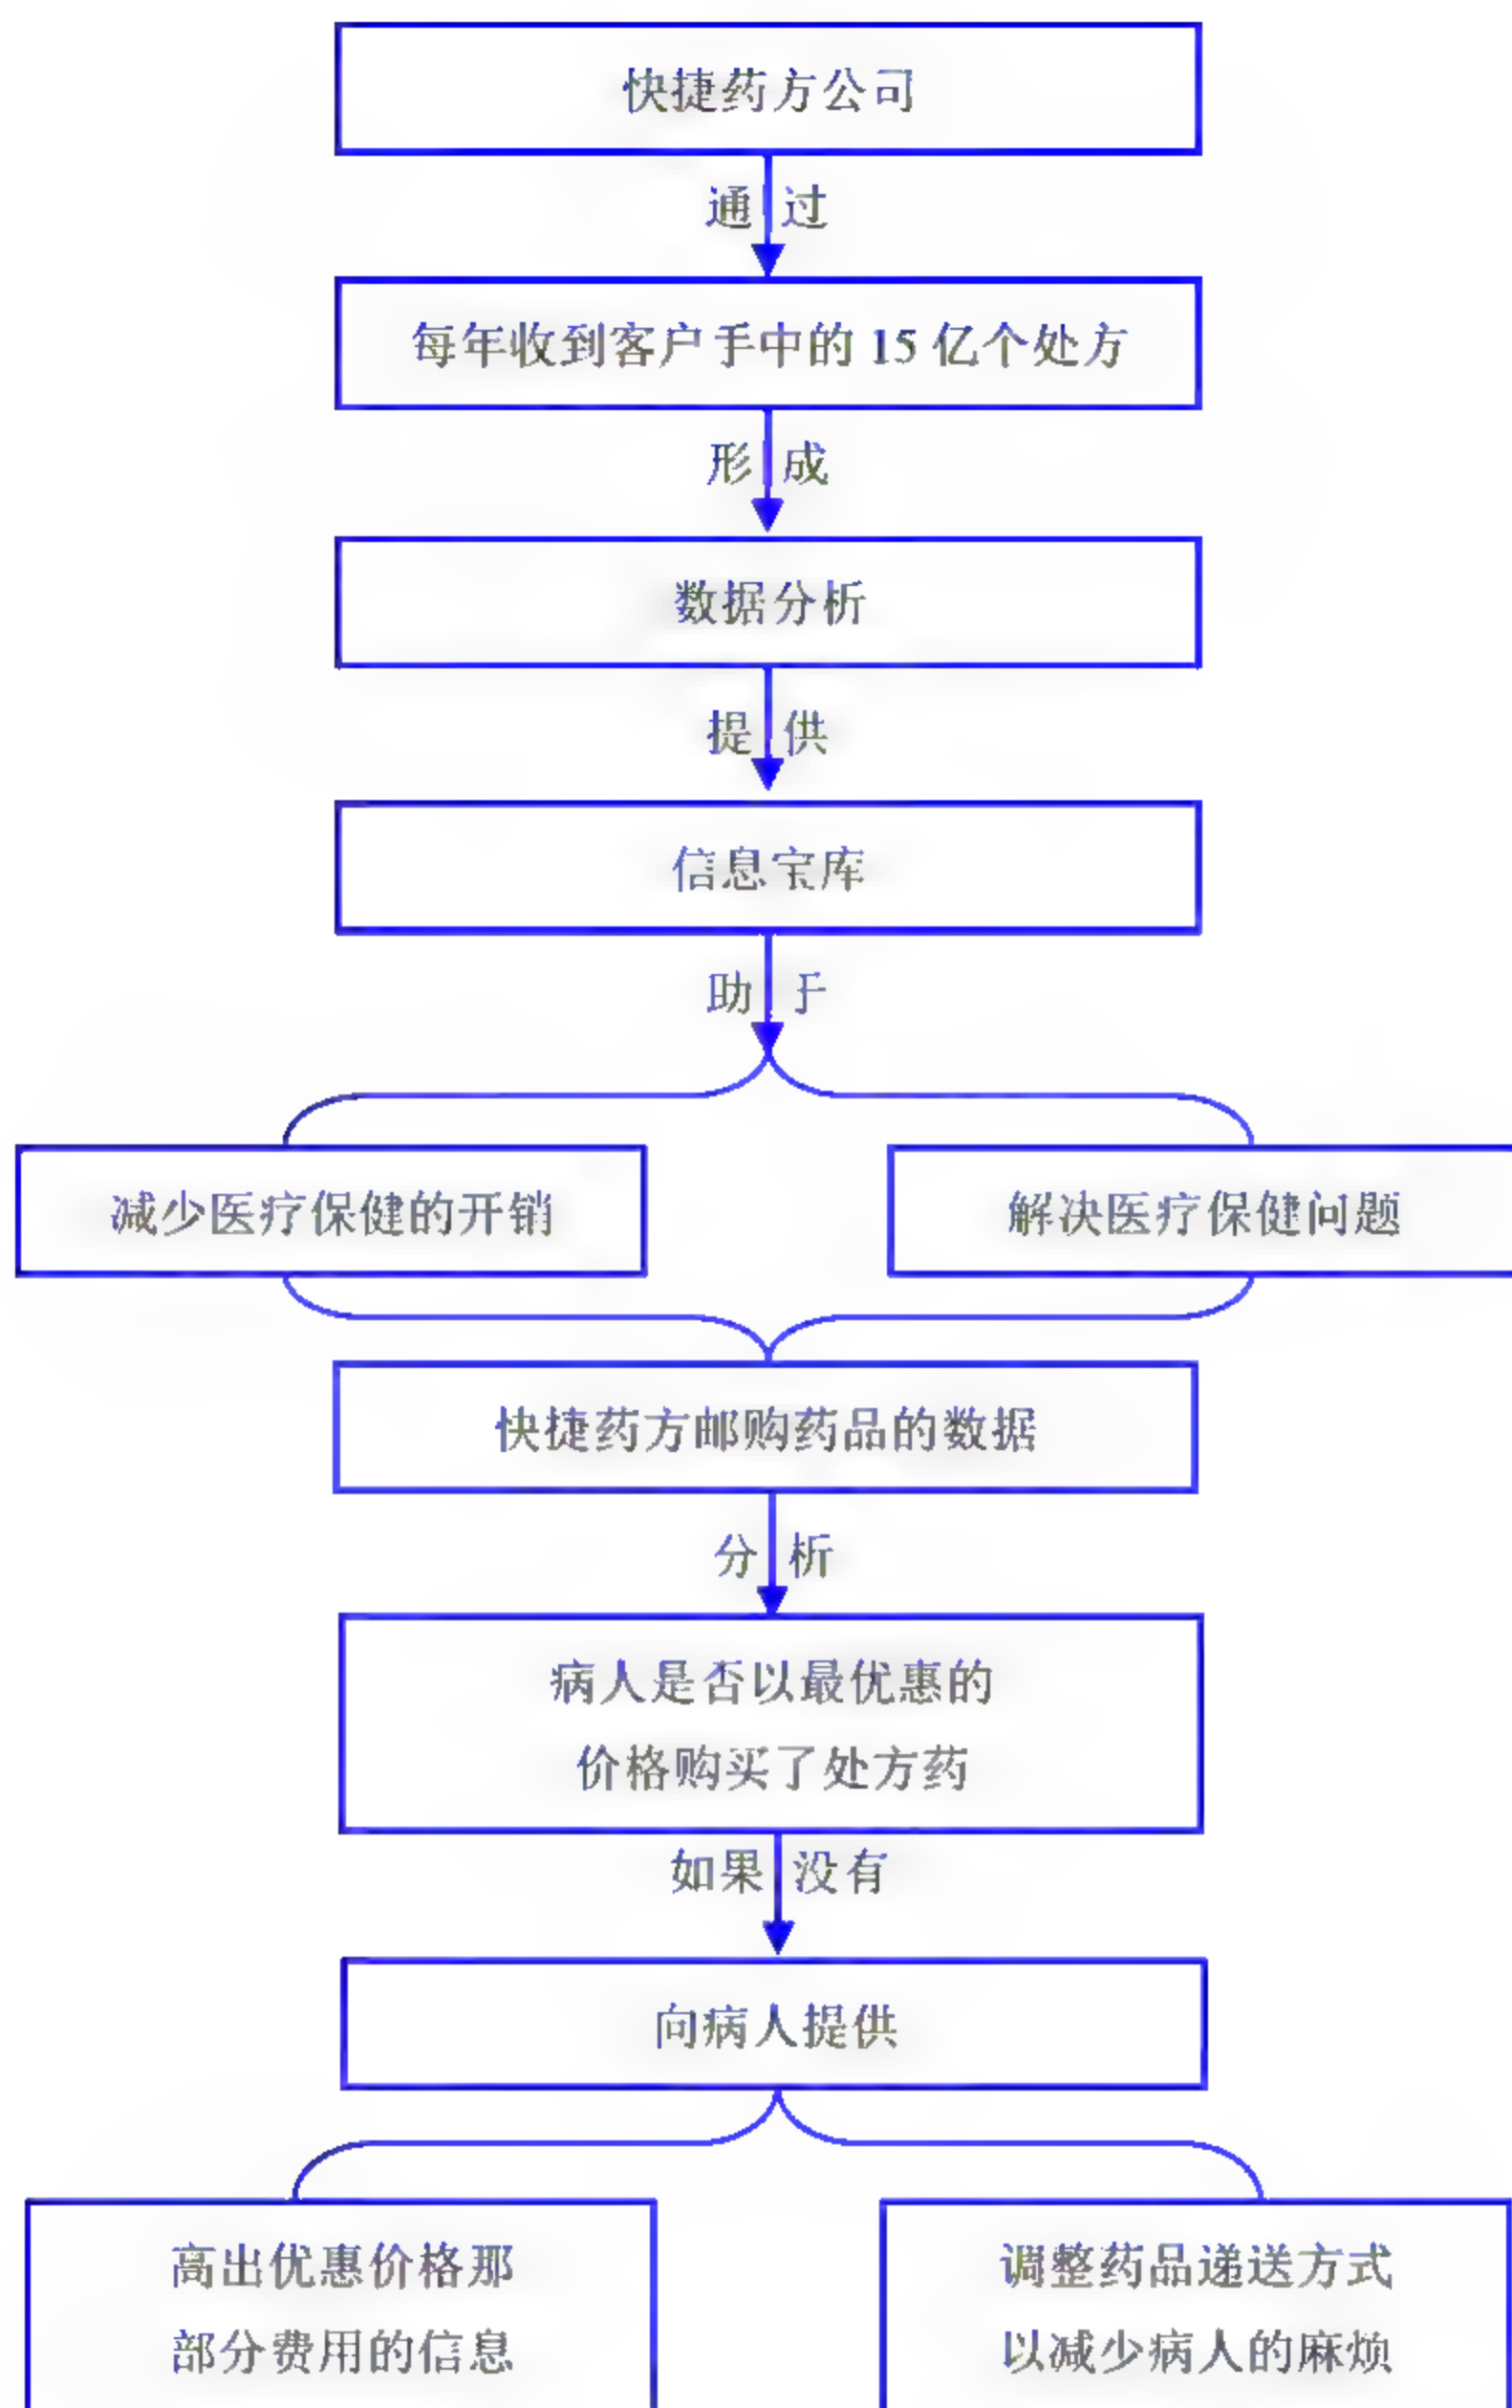 快捷药方公司
通过
每年收到客户手中的 15 亿个处方
形成
数据分析
提供
信息宝库
助于
减少医疗保健的开销
解决医疗保健问题
快捷药方邮购药品的数据
分析
病人是否以最优惠的
价格购买了处方药
如果没有
向病人提供
高出优惠价格那
部分费用的信息
调整药品递送方式
以减少病人的麻烦